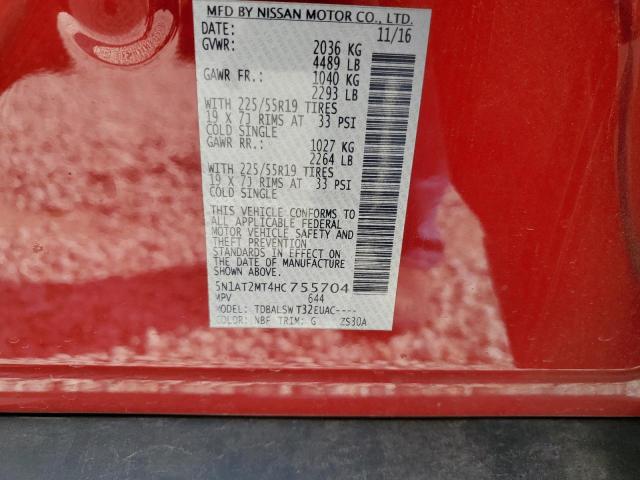 MFD BY NISSAN MOTOR CO., LTD.
DATE: 11/16
GVWR: 2036 KG
4489 LB
GAWR FR.: 1040 KG
2293 LB
WITH 225/55R19 TIRES
19 X 7J RIMS AT 33 PSI
COLD SINGLE
GAWR RR.: 1027 KG
2264 LB
WITH 225/55R19 TIRES
19 X 7J RIMS AT 33 PSI
COLD SINGLE
THIS VEHICLE CONFORMS TO
ALL APPLICABLE FEDERAL
MOTOR VEHICLE SAFETY AND
THEFT PREVENTION
STANDARDS IN EFFECT ON
THE DATE OF MANUFACTURE
SHOWN ABOVE.
5N1AT2MT4HC755704
MPV 644
MODEL: TDBALSW T32EUAC----
COLOR: NBF TRIM: G ZS30A